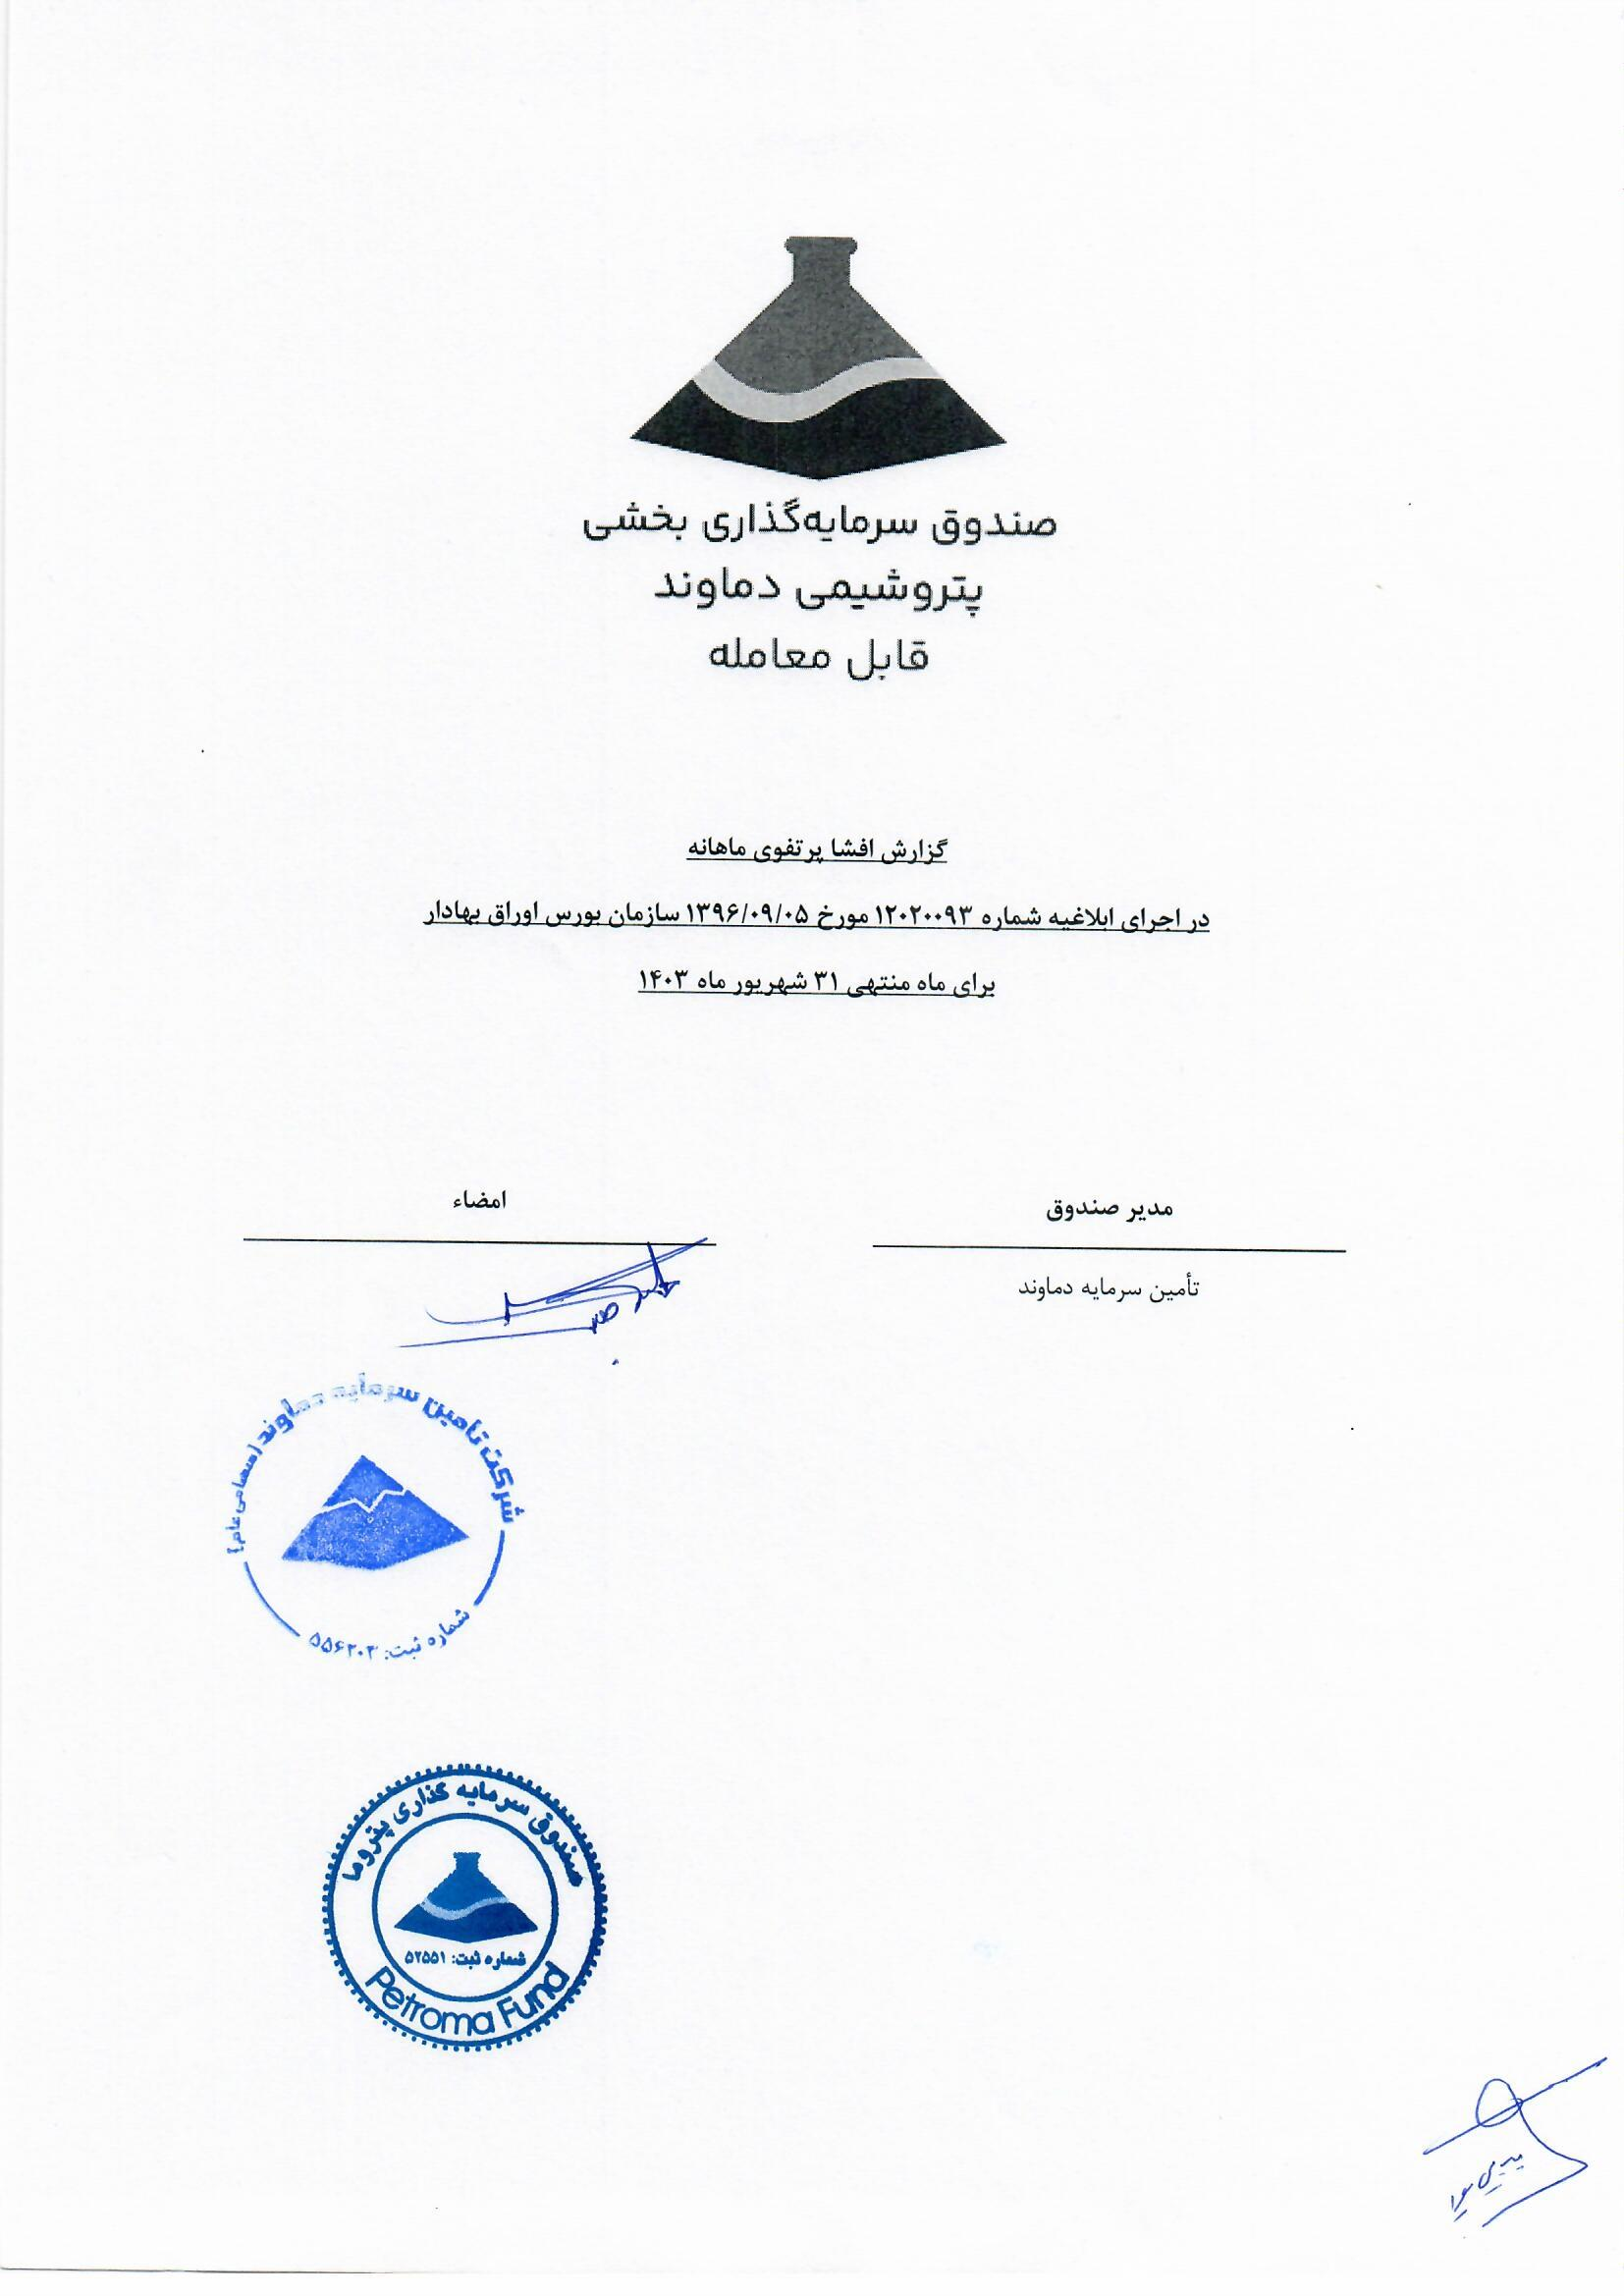 صندوق سرمایه‌گذاری بخشی
پتروشیمی دماوند
قابل معامله
گزارش افشا پرتفوی ماهانه
در اجرای ابلاغیه شماره ۱۲۰۲۰۰۹۳ مورخ ۱۳۹۶/۰۹/۰۵ سازمان بورس اوراق بهادار
برای ماه منتهی ۳۱ شهریور ماه ۱۴۰۳
مدیر صندوق
امضاء
تأمین سرمایه دماوند
شرکت تامین سرمایه دماوند (سهامی عام)
شماره ثبت: ۵۵۶۲۰۲
صندوق سرمایه گذاری پتروما
شماره ثبت: ۵۲۵۵۱
Petroma Fund